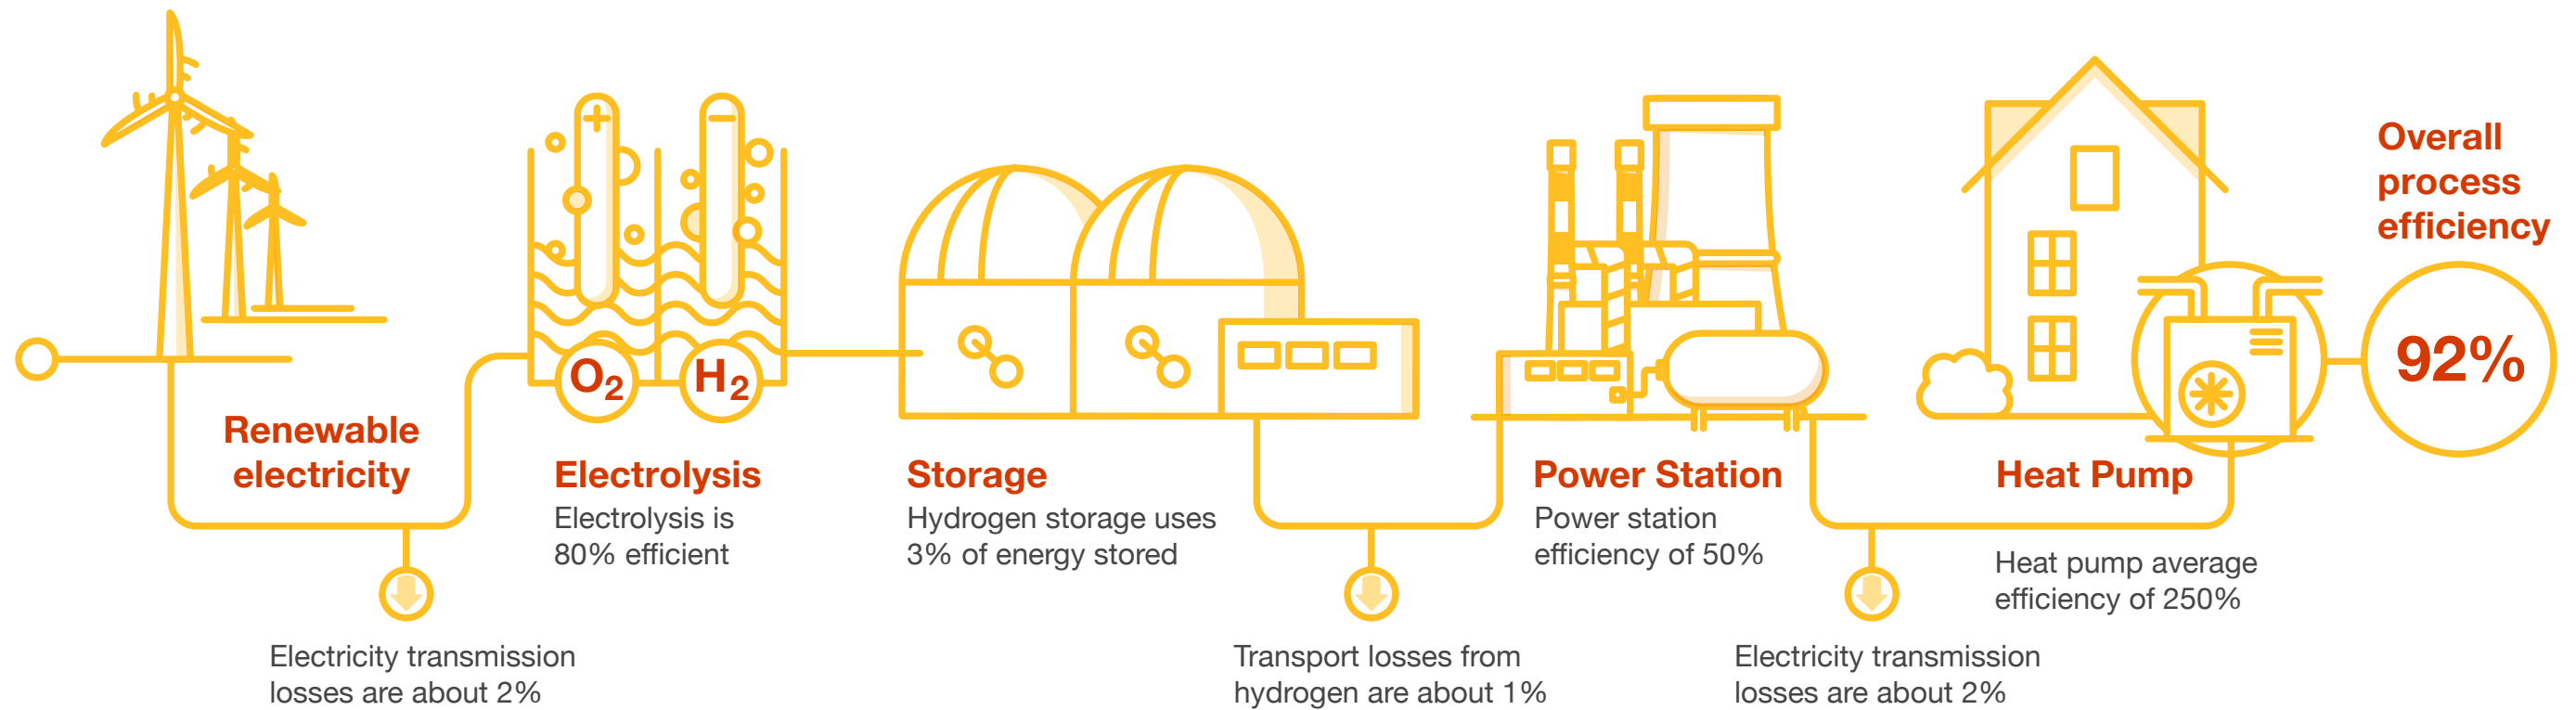 Renewable
electricity
Electricity transmission
losses are about 2%
+
O2
−
H2
Electrolysis
Electrolysis is
80% efficient
Storage
Hydrogen storage uses
3% of energy stored
Transport losses from
hydrogen are about 1%
Power Station
Power station
efficiency of 50%
Electricity transmission
losses are about 2%
Heat Pump
Heat pump average
efficiency of 250%
Overall
process
efficiency
92%